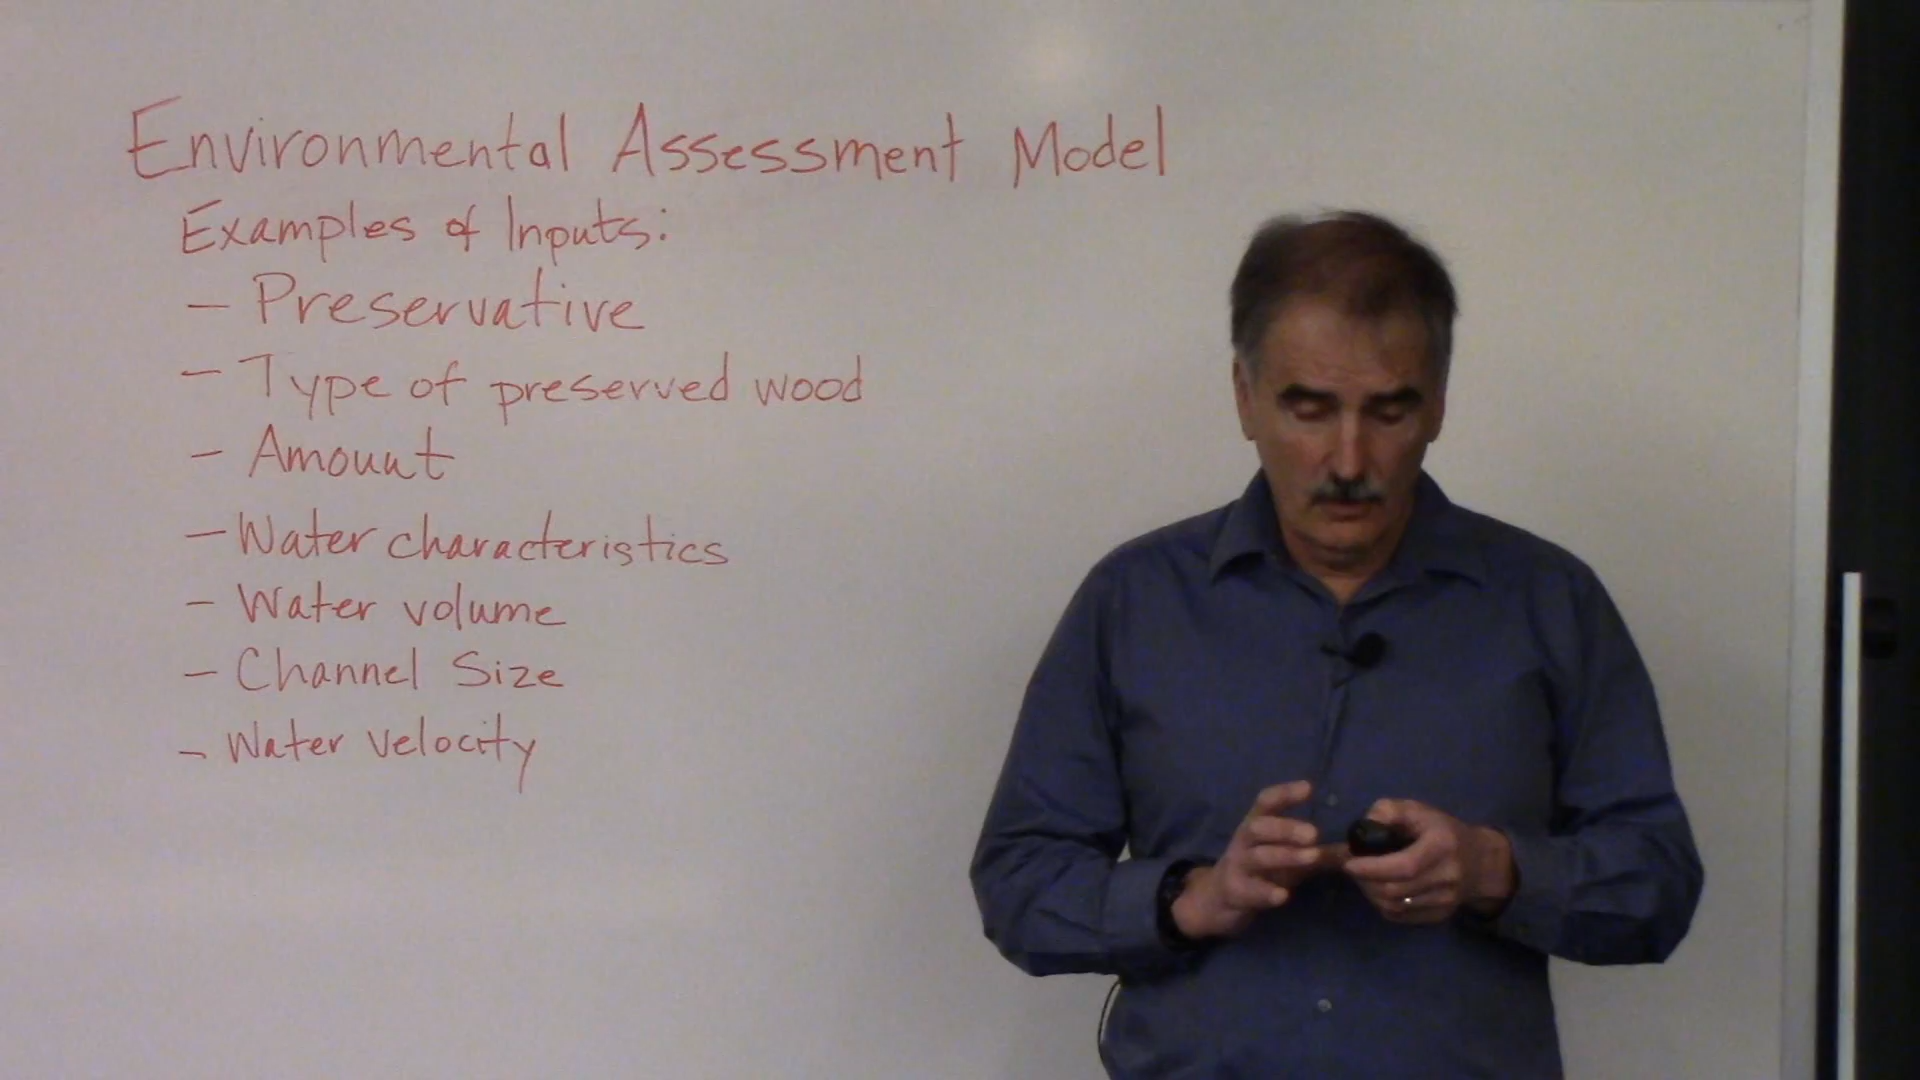 Environmental Assessment Model
Examples of Inputs:
- Preservative
- Type of preserved wood
- Amount
- Water characteristics
- Water volume
- Channel Size
- Water velocity